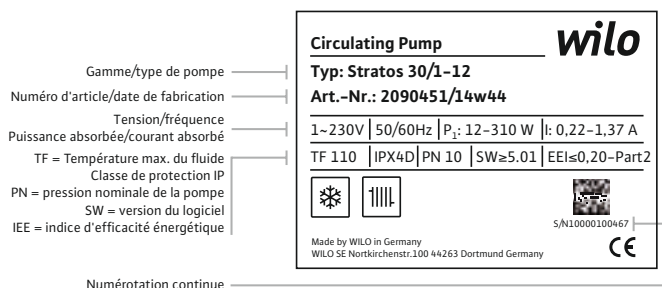 Circulating Pump
wilo
Gamme/type de pompe
Typ: Stratos 30/1-12
Numéro d'article/date de fabrication
Art.-Nr.: 2090451/14w44
Tension/fréquence
Puissance absorbée/courant absorbé
1~230V 50/60Hz P₁: 12-310 W I: 0,22-1,37 A
TF = Température max. du fluide
Classe de protection IP
PN = pression nominale de la pompe
SW = version du logiciel
IEE = indice d'efficacité énergétique
TF 110 IPX4D PN 10 SW≥5.01 EEI≤0,20-Part2
S/N10000100467
Made by WILO in Germany
WILO SE Nortkirchenstr.100 44263 Dortmund Germany
CE
Numérotation continue